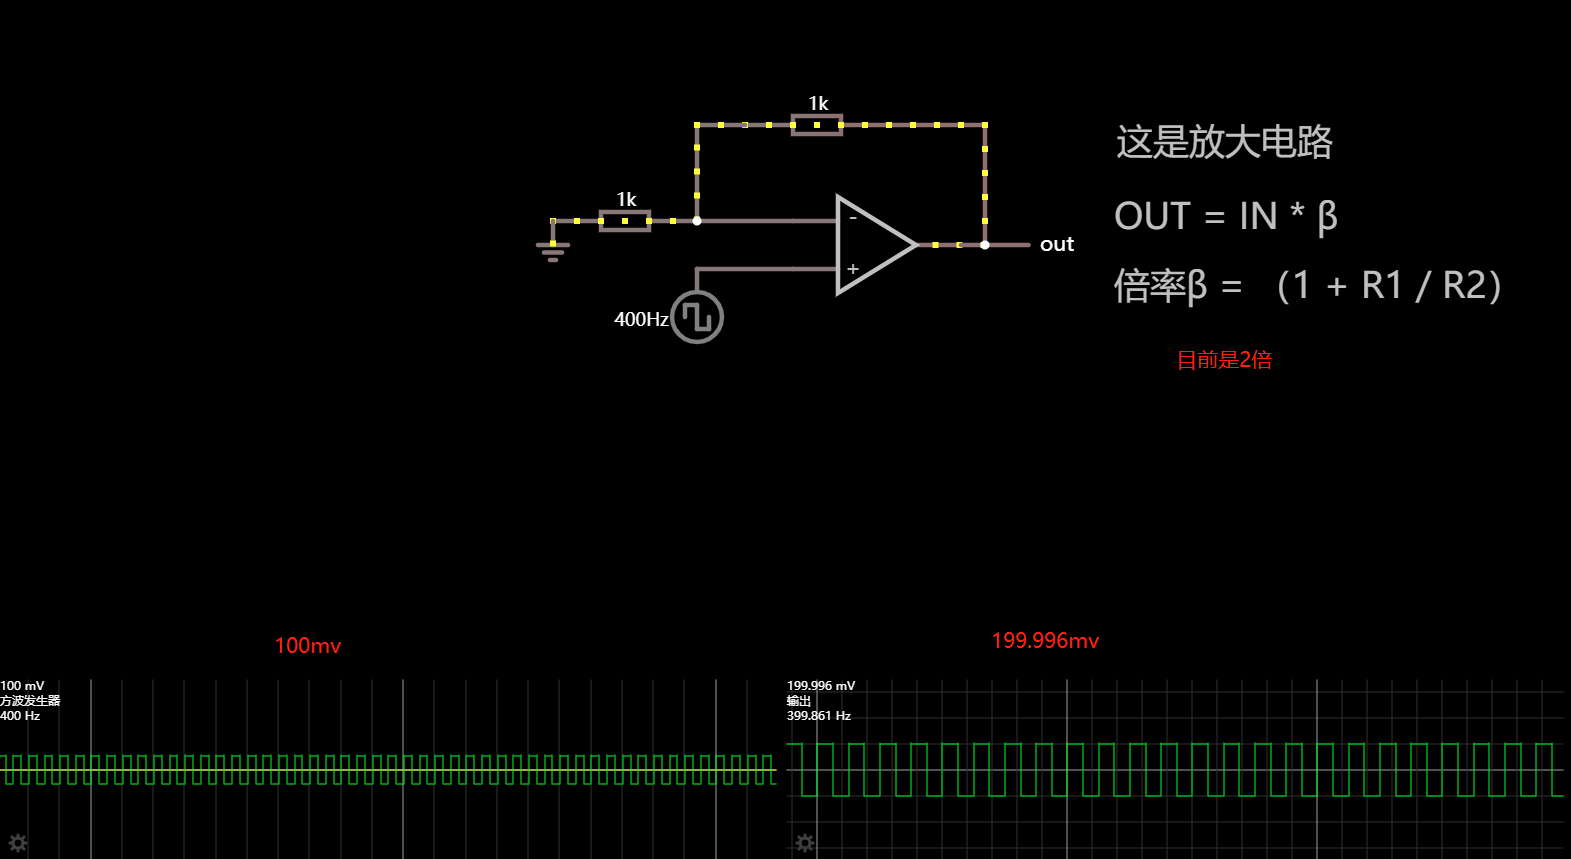 1k
1k
-
+
out
400Hz
这是放大电路
OUT = IN * β
倍率β = （1 + R1 / R2）
目前是2倍
100mv
199.996mv
100 mV
方波发生器
400 Hz
199.996 mV
输出
399.861 Hz